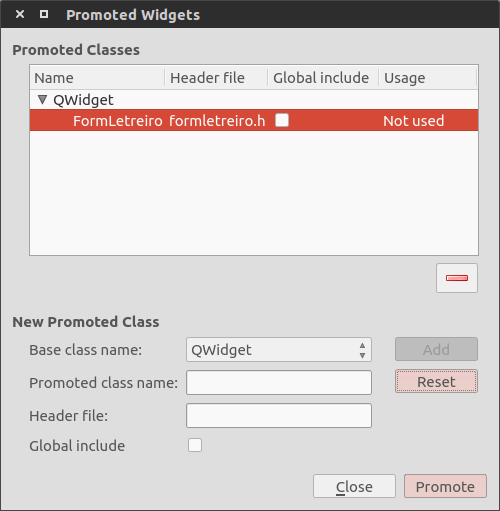 Promoted Widgets
Promoted Classes
Name Header file Global include Usage
QWidget
FormLetreiro formletreiro.h Not used
New Promoted Class
Base class name: QWidget Add
Promoted class name: Reset
Header file:
Global include
Close Promote